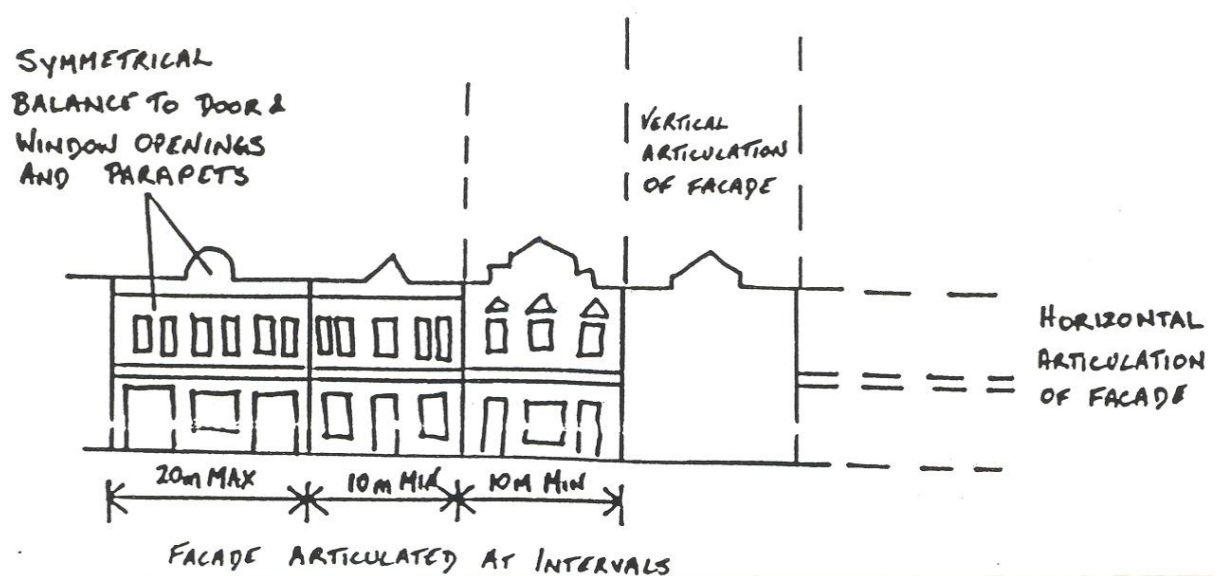 SYMMETRICAL
BALANCE TO DOOR &
WINDOW OPENINGS
AND PARAPETS
VERTICAL
ARTICULATION
OF FACADE
HORIZONTAL
ARTICULATION
OF FACADE
20m MAX
10m MIN
10M MIN
FACADE ARTICULATED AT INTERVALS